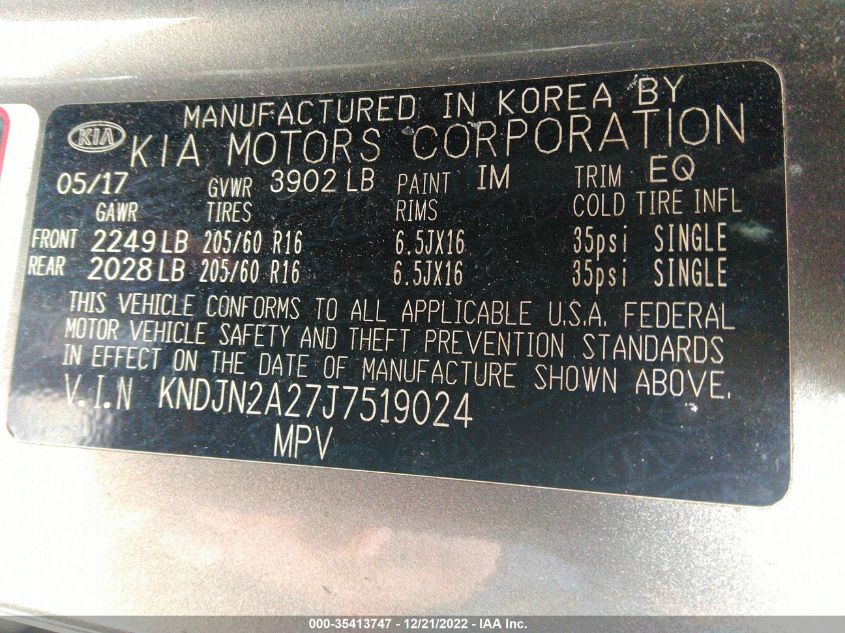 MANUFACTURED IN KOREA BY
KIA KIA MOTORS CORPORATION
05/17 GVWR 3902 LB PAINT IM TRIM EQ
GAWR TIRES RIMS COLD TIRE INFL
FRONT 2249 LB 205/60 R16 6.5JX16 35psi SINGLE
REAR 2028 LB 205/60 R16 6.5JX16 35psi SINGLE
THIS VEHICLE CONFORMS TO ALL APPLICABLE U.S.A. FEDERAL
MOTOR VEHICLE SAFETY AND THEFT PREVENTION STANDARDS
IN EFFECT ON THE DATE OF MANUFACTURE SHOWN ABOVE.
V.I.N KNDJN2A27J7519024
MPV
000-35413747 - 12/21/2022 - IAA Inc.